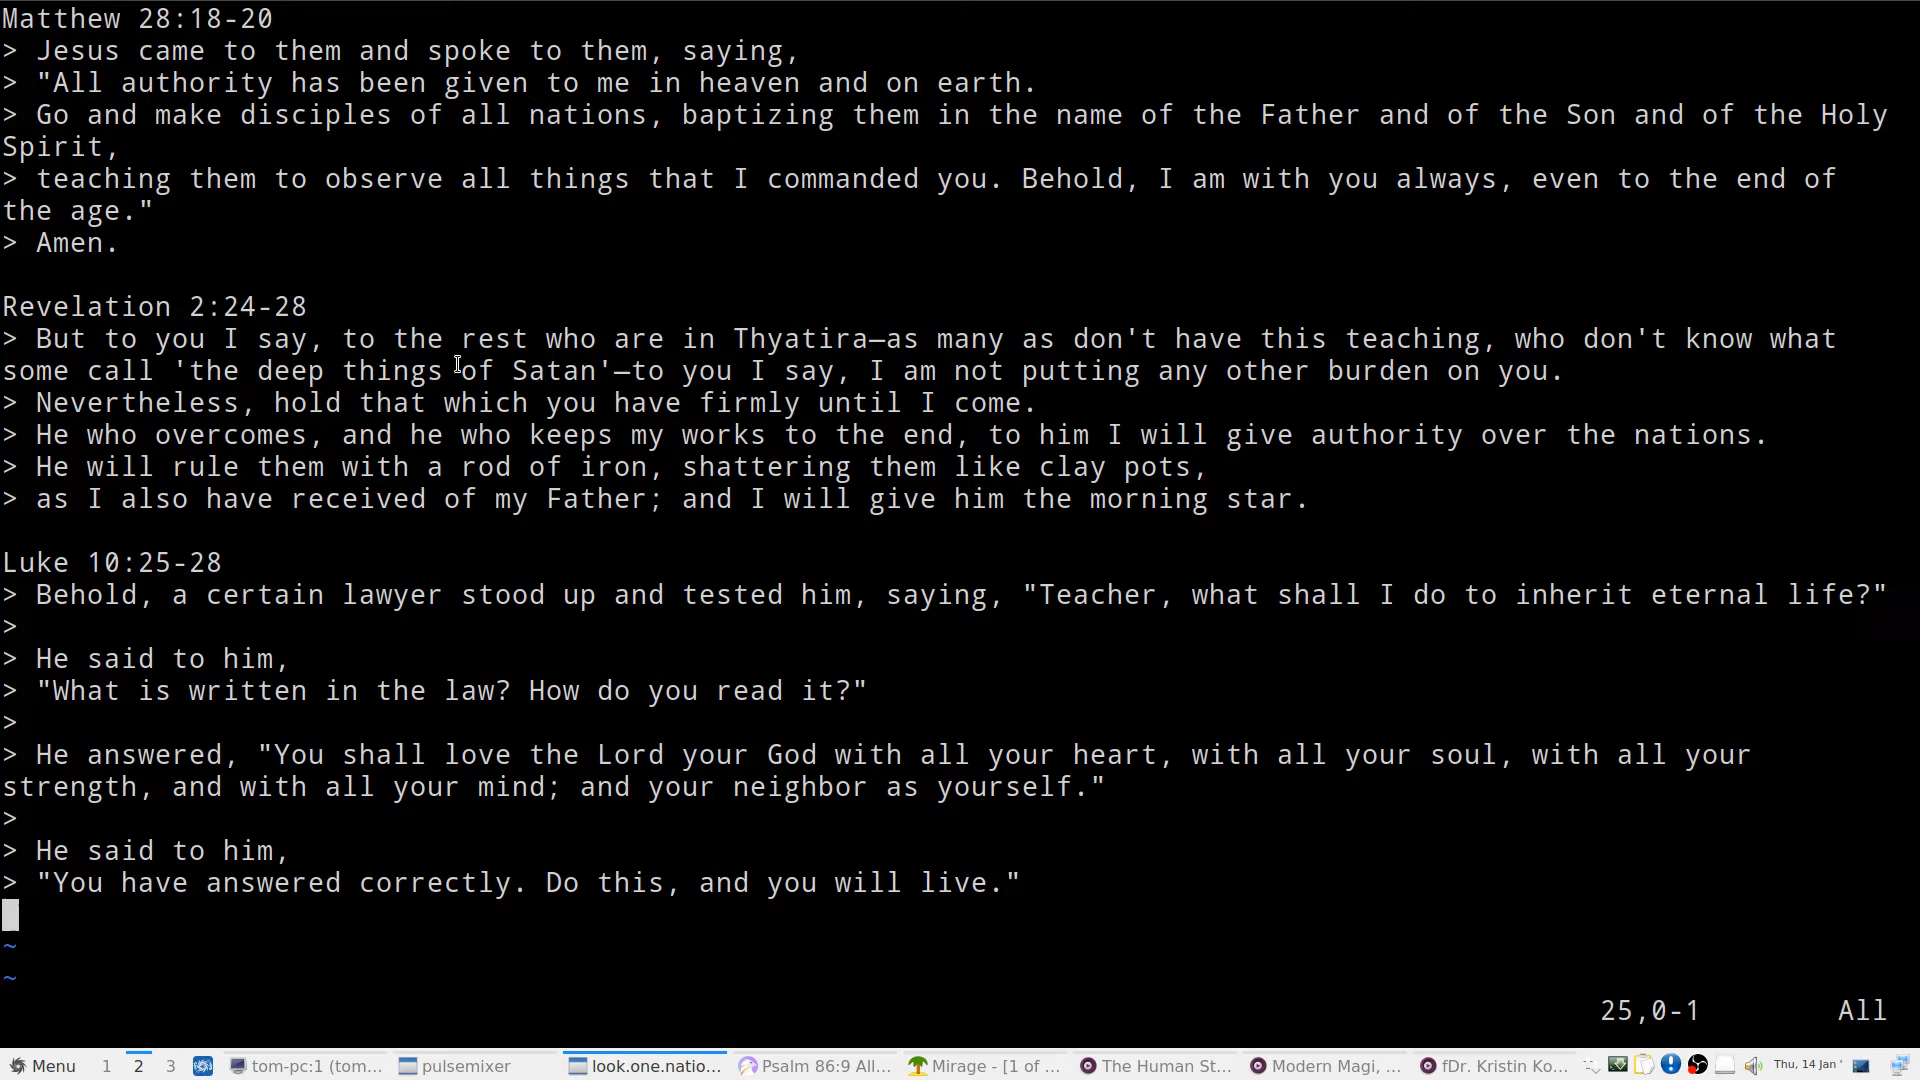 Matthew 28:18-20
> Jesus came to them and spoke to them, saying,
> "All authority has been given to me in heaven and on earth.
> Go and make disciples of all nations, baptizing them in the name of the Father and of the Son and of the Holy
Spirit,
> teaching them to observe all things that I commanded you. Behold, I am with you always, even to the end of
the age."
> Amen.
Revelation 2:24-28
> But to you I say, to the rest who are in Thyatira—as many as don't have this teaching, who don't know what
some call 'the deep things of Satan'—to you I say, I am not putting any other burden on you.
> Nevertheless, hold that which you have firmly until I come.
> He who overcomes, and he who keeps my works to the end, to him I will give authority over the nations.
> He will rule them with a rod of iron, shattering them like clay pots,
> as I also have received of my Father; and I will give him the morning star.
Luke 10:25-28
> Behold, a certain lawyer stood up and tested him, saying, "Teacher, what shall I do to inherit eternal life?"
>
> He said to him,
> "What is written in the law? How do you read it?"
>
> He answered, "You shall love the Lord your God with all your heart, with all your soul, with all your
strength, and with all your mind; and your neighbor as yourself."
>
> He said to him,
> "You have answered correctly. Do this, and you will live."
~
~
25,0-1 All
Menu 1 2 3 tom-pc:1 (tom... pulsemixer look.one.natio... Psalm 86:9 All... Mirage - [1 of ... The Human St... Modern Magi, ... fDr. Kristin Ko... Thu, 14 Jan '